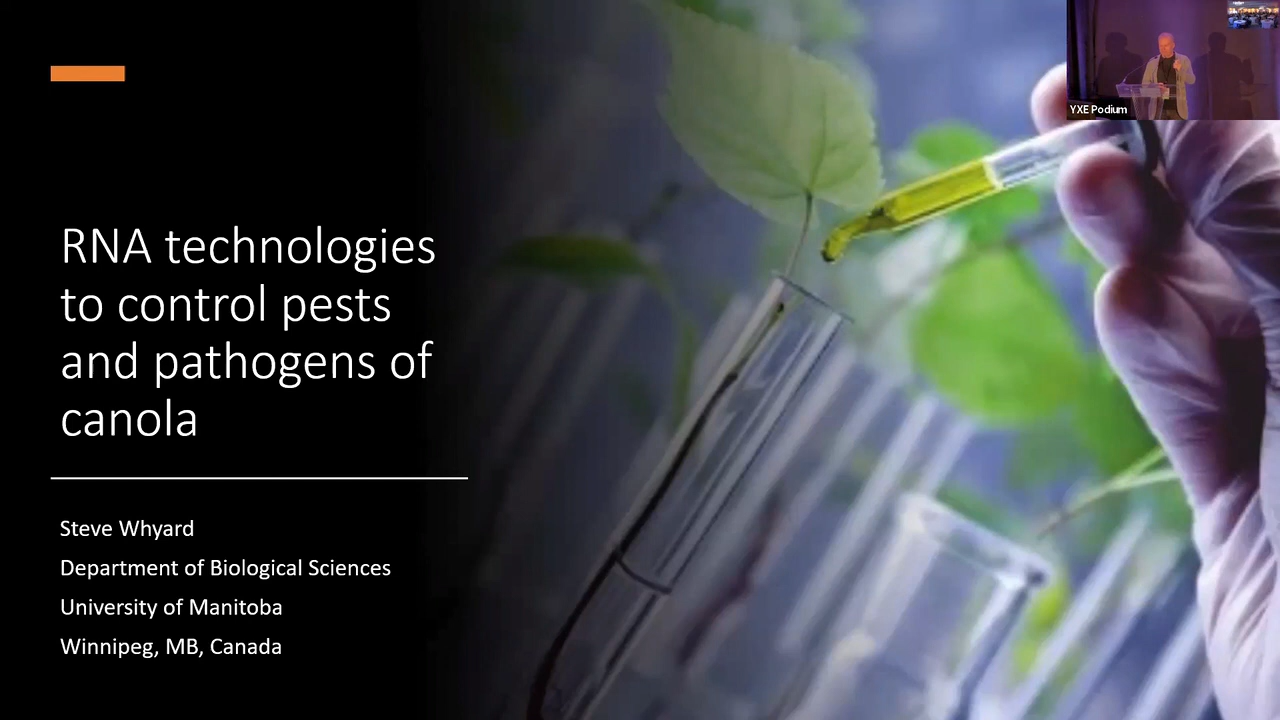 YXE Podium
RNA technologies
to control pests
and pathogens of
canola
Steve Whyard
Department of Biological Sciences
University of Manitoba
Winnipeg, MB, Canada